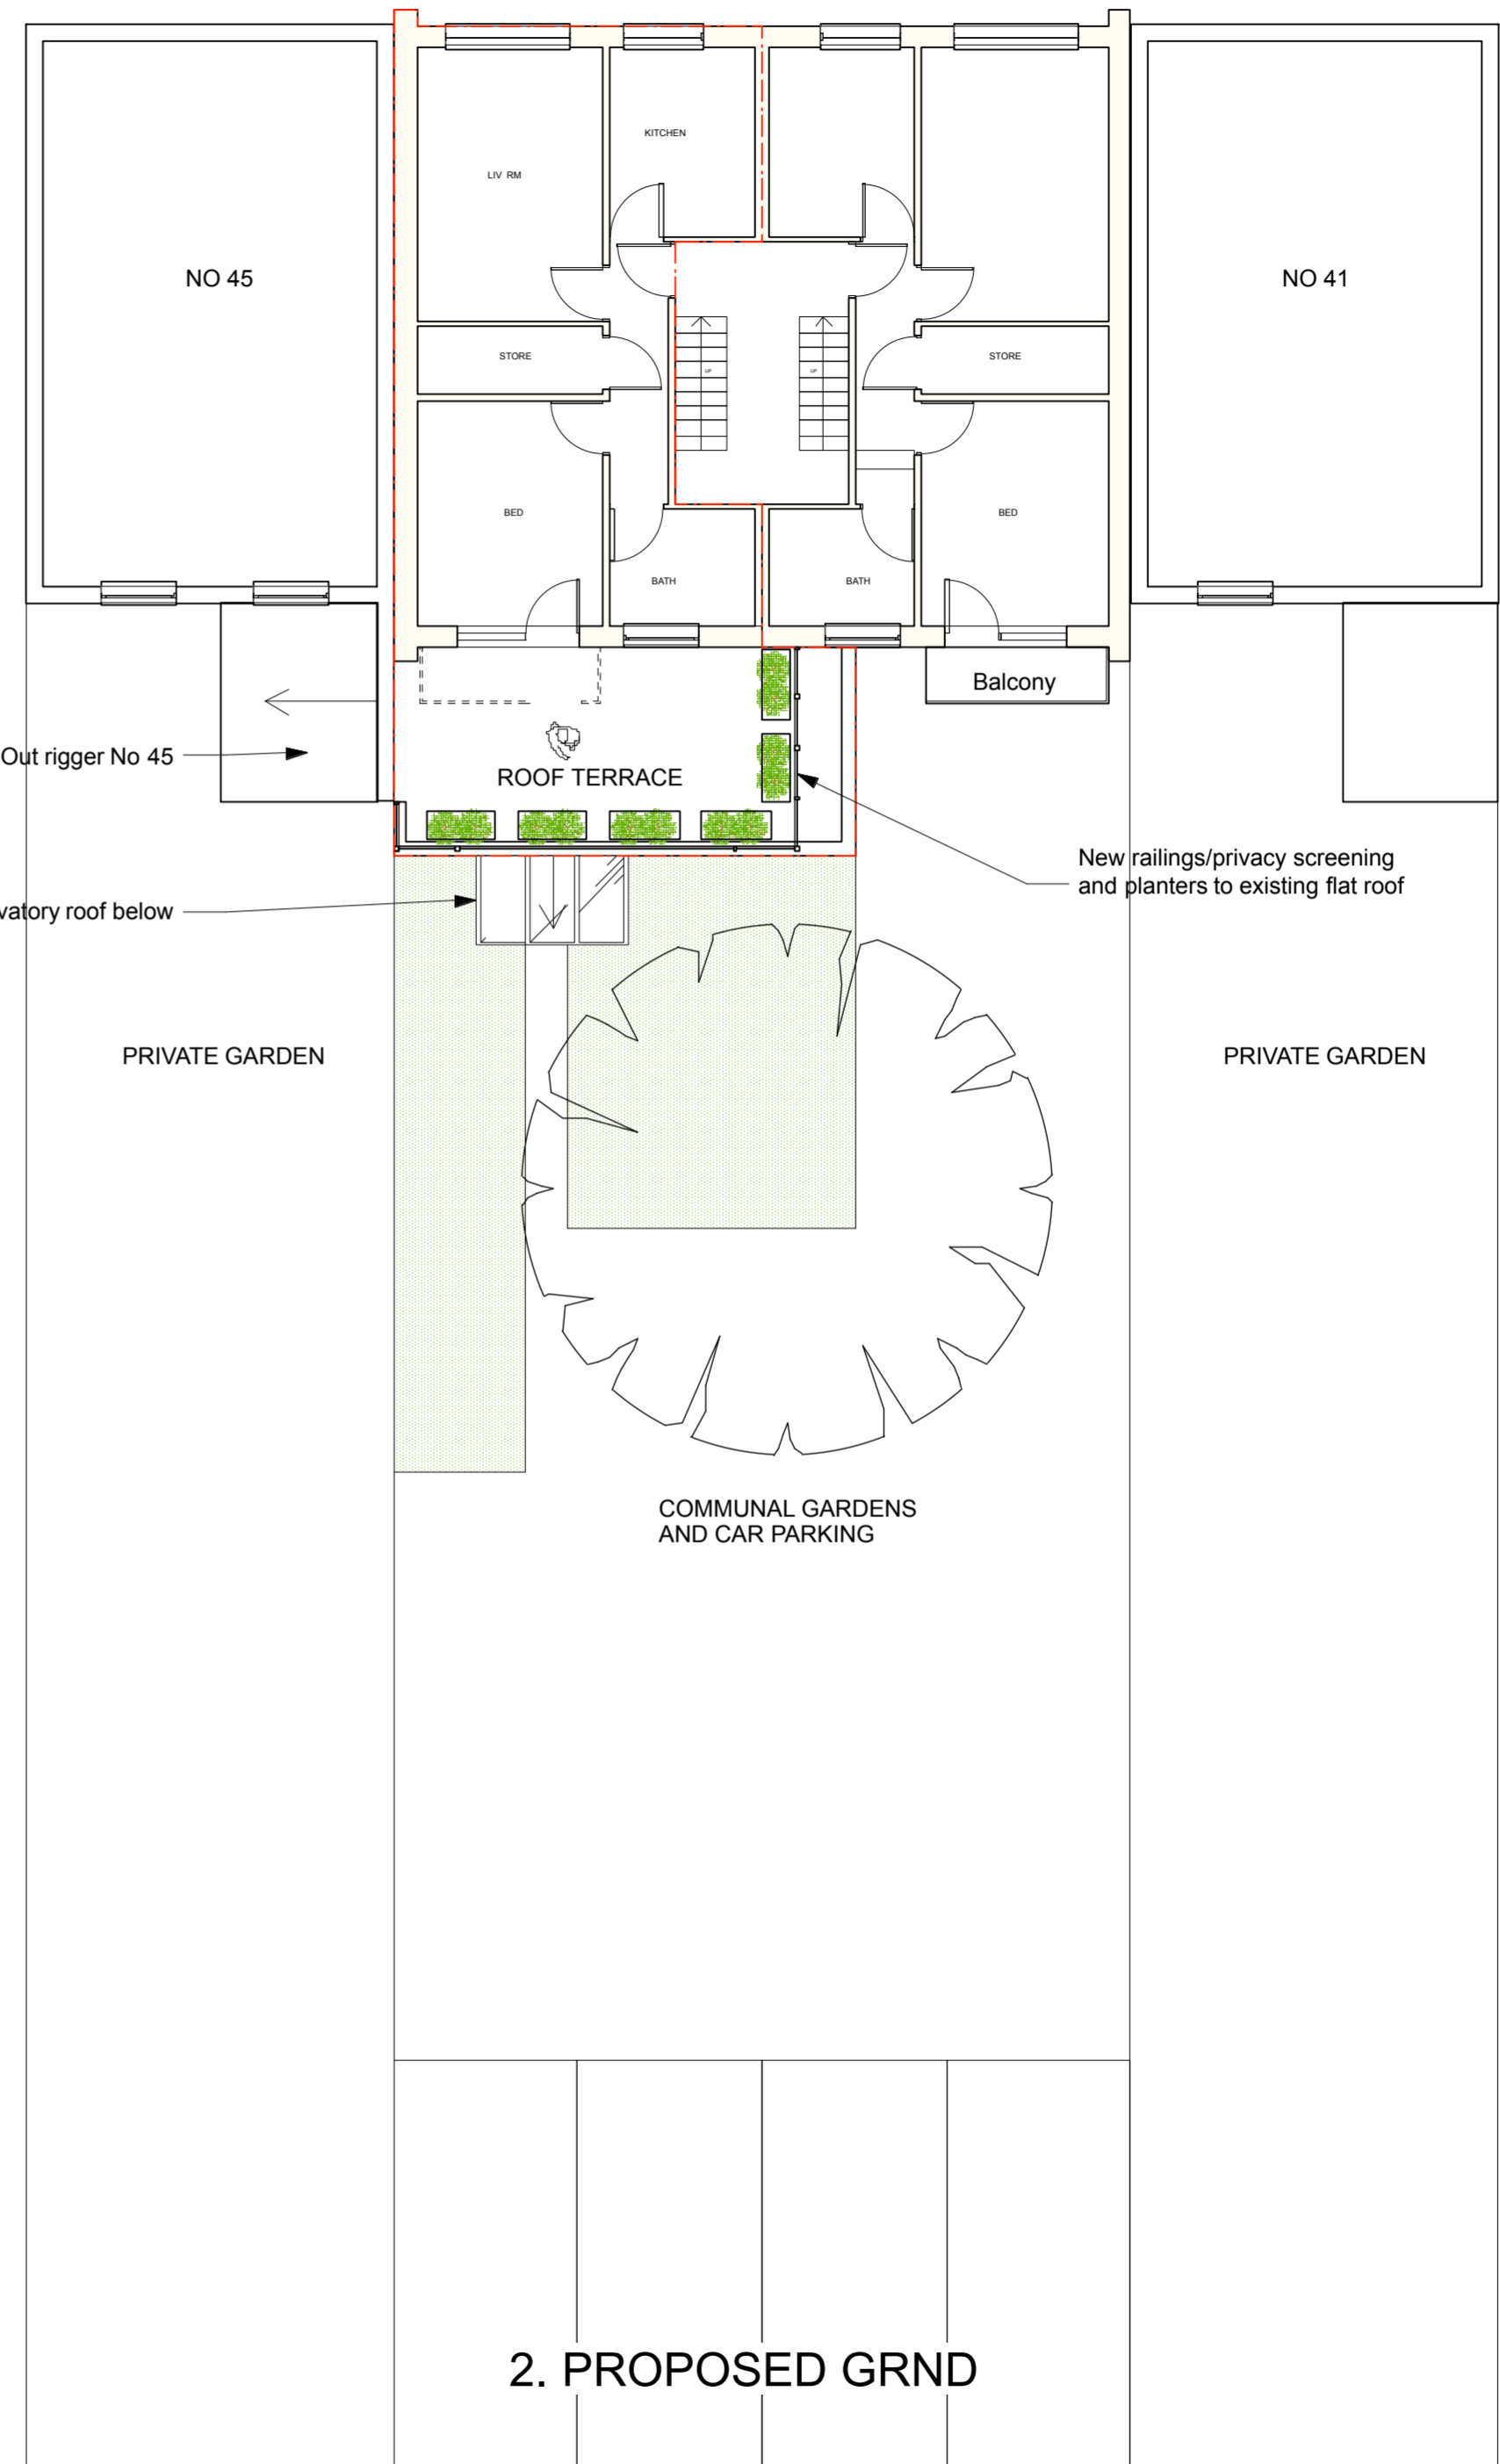 KITCHEN
LIV RM
NO 45
NO 41
STORE
STORE
UP
UP
BED
BED
BATH
BATH
Balcony
Out rigger No 45
ROOF TERRACE
New railings/privacy screening
and planters to existing flat roof
vatory roof below
PRIVATE GARDEN
PRIVATE GARDEN
COMMUNAL GARDENS
AND CAR PARKING
2. PROPOSED GRND